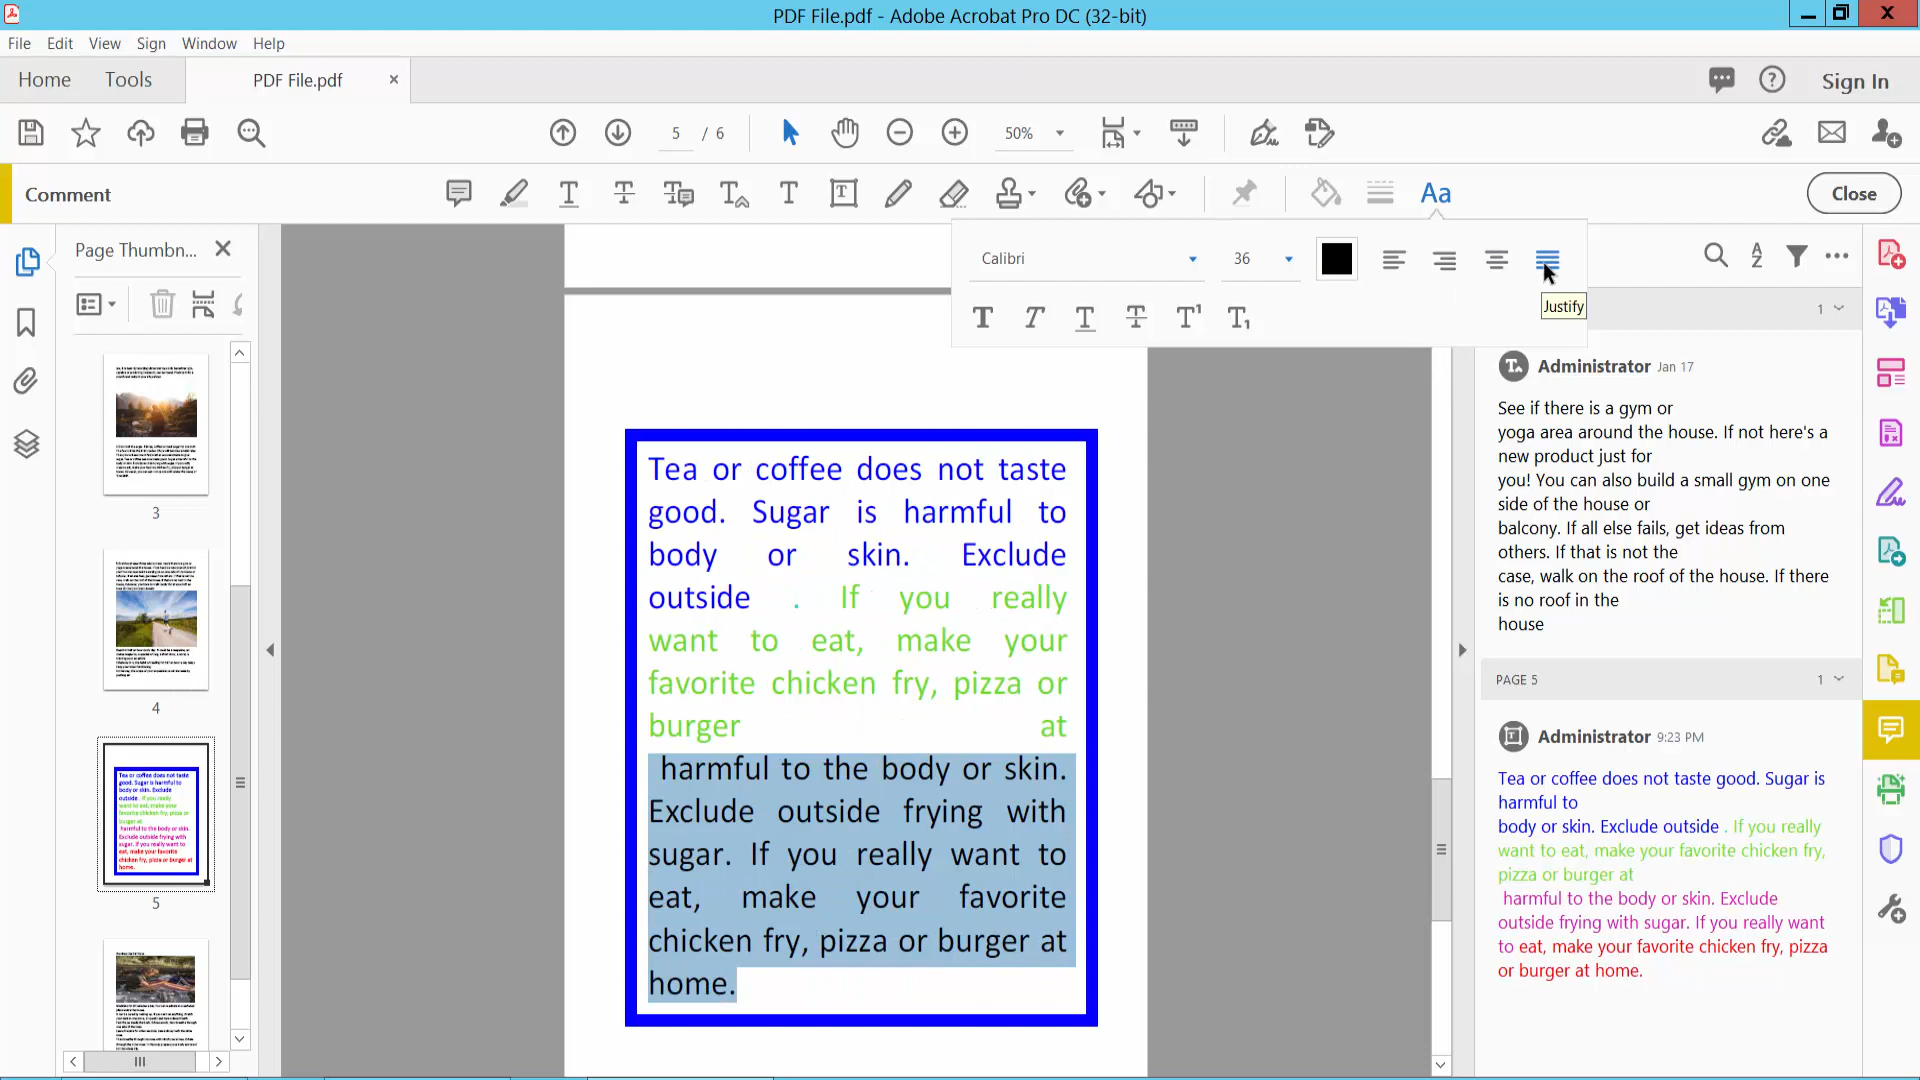 PDF File.pdf - Adobe Acrobat Pro DC (32-bit)
File Edit View Sign Window Help
Home Tools PDF File.pdf Sign In
5 / 6 50%
Comment Aa Close
Page Thumbn...
Calibri 36
Justify
1
3
4
5
Tea or coffee does not taste
good. Sugar is harmful to
body or skin. Exclude
outside . If you really
want to eat, make your
favorite chicken fry, pizza or
burger at
harmful to the body or skin.
Exclude outside frying with
sugar. If you really want to
eat, make your favorite
chicken fry, pizza or burger at
home.
Administrator Jan 17
See if there is a gym or
yoga area around the house. If not here's a
new product just for
you! You can also build a small gym on one
side of the house or
balcony. If all else fails, get ideas from
others. If that is not the
case, walk on the roof of the house. If there
is no roof in the
house
PAGE 5 1
Administrator 9:23 PM
Tea or coffee does not taste good. Sugar is
harmful to
body or skin. Exclude outside . If you really
want to eat, make your favorite chicken fry,
pizza or burger at
harmful to the body or skin. Exclude
outside frying with sugar. If you really want
to eat, make your favorite chicken fry, pizza
or burger at home.